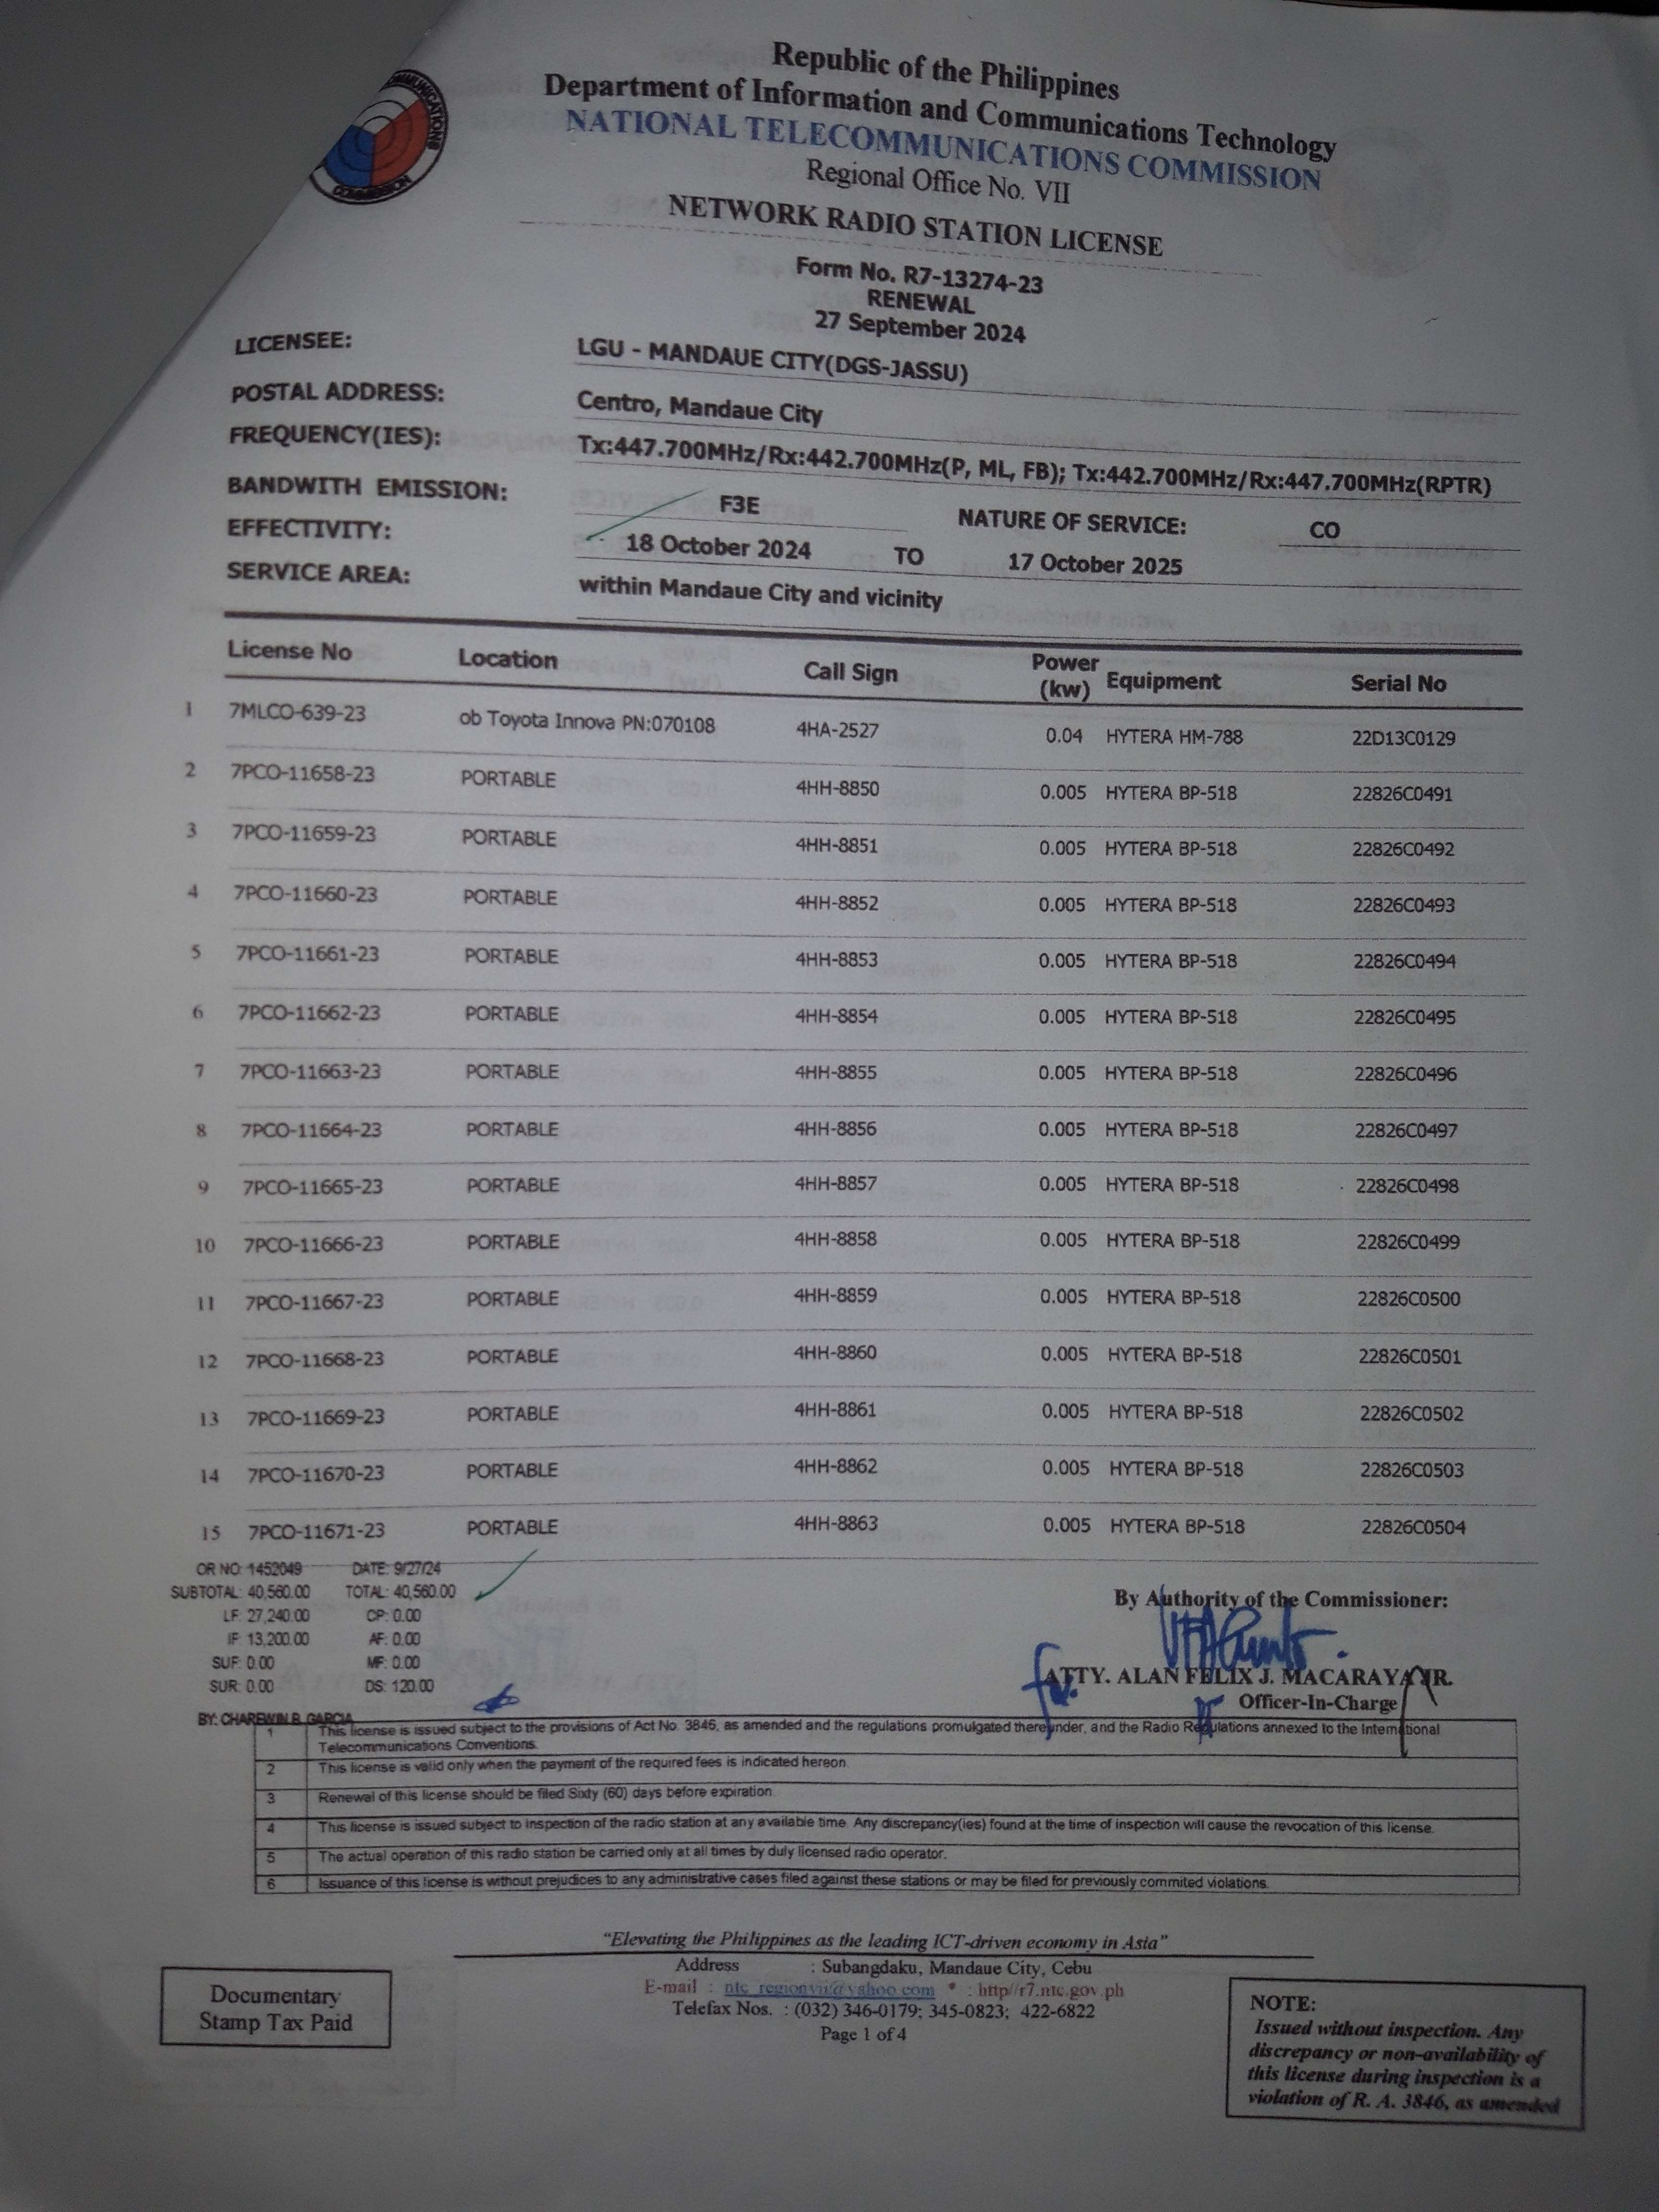 COMMUNICATIONS
COMMISSION
Republic of the Philippines
Department of Information and Communications Technology
NATIONAL TELECOMMUNICATIONS COMMISSION
Regional Office No. VII
NETWORK RADIO STATION LICENSE
Form No. R7-13274-23
RENEWAL
27 September 2024
LICENSEE: LGU - MANDAUE CITY(DGS-JASSU)
POSTAL ADDRESS: Centro, Mandaue City
FREQUENCY(IES): Tx:447.700MHz/Rx:442.700MHz(P, ML, FB); Tx:442.700MHz/Rx:447.700MHz(RPTR)
BANDWITH EMISSION: F3E NATURE OF SERVICE: CO
EFFECTIVITY: 18 October 2024 TO 17 October 2025
SERVICE AREA: within Mandaue City and vicinity
License No Location Call Sign Power (kw) Equipment Serial No
1 7MLCO-639-23 ob Toyota Innova PN:070108 4HA-2527 0.04 HYTERA HM-788 22D13C0129
2 7PCO-11658-23 PORTABLE 4HH-8850 0.005 HYTERA BP-518 22826C0491
3 7PCO-11659-23 PORTABLE 4HH-8851 0.005 HYTERA BP-518 22826C0492
4 7PCO-11660-23 PORTABLE 4HH-8852 0.005 HYTERA BP-518 22826C0493
5 7PCO-11661-23 PORTABLE 4HH-8853 0.005 HYTERA BP-518 22826C0494
6 7PCO-11662-23 PORTABLE 4HH-8854 0.005 HYTERA BP-518 22826C0495
7 7PCO-11663-23 PORTABLE 4HH-8855 0.005 HYTERA BP-518 22826C0496
8 7PCO-11664-23 PORTABLE 4HH-8856 0.005 HYTERA BP-518 22826C0497
9 7PCO-11665-23 PORTABLE 4HH-8857 0.005 HYTERA BP-518 22826C0498
10 7PCO-11666-23 PORTABLE 4HH-8858 0.005 HYTERA BP-518 22826C0499
11 7PCO-11667-23 PORTABLE 4HH-8859 0.005 HYTERA BP-518 22826C0500
12 7PCO-11668-23 PORTABLE 4HH-8860 0.005 HYTERA BP-518 22826C0501
13 7PCO-11669-23 PORTABLE 4HH-8861 0.005 HYTERA BP-518 22826C0502
14 7PCO-11670-23 PORTABLE 4HH-8862 0.005 HYTERA BP-518 22826C0503
15 7PCO-11671-23 PORTABLE 4HH-8863 0.005 HYTERA BP-518 22826C0504
OR NO: 1452049 DATE: 9/27/24
SUBTOTAL: 40,560.00 TOTAL: 40,560.00
LF: 27,240.00 CP: 0.00
IF: 13,200.00 AF: 0.00
SUF: 0.00 MF: 0.00
SUR: 0.00 DS: 120.00
BY: CHAREWIN B. GARCIA
By Authority of the Commissioner:
for.
ATTY. ALAN FELIX J. MACARAYA JR.
Officer-In-Charge
1 This license is issued subject to the provisions of Act No. 3846, as amended and the regulations promulgated thereunder, and the Radio Regulations annexed to the International
Telecommunications Conventions.
2 This license is valid only when the payment of the required fees is indicated hereon.
3 Renewal of this license should be filed Sixty (60) days before expiration.
4 This license is issued subject to inspection of the radio station at any available time. Any discrepancy(ies) found at the time of inspection will cause the revocation of this license.
5 The actual operation of this radio station be carried only at all times by duly licensed radio operator.
6 Issuance of this license is without prejudices to any administrative cases filed against these stations or may be filed for previously commited violations.
“Elevating the Philippines as the leading ICT-driven economy in Asia”
Address : Subangdaku, Mandaue City, Cebu
E-mail : ntc_regionvii@yahoo.com * : http//r7.ntc.gov.ph
Telefax Nos. : (032) 346-0179; 345-0823; 422-6822
Page 1 of 4
Documentary
Stamp Tax Paid
NOTE:
Issued without inspection. Any
discrepancy or non-availability of
this license during inspection is a
violation of R. A. 3846, as amended